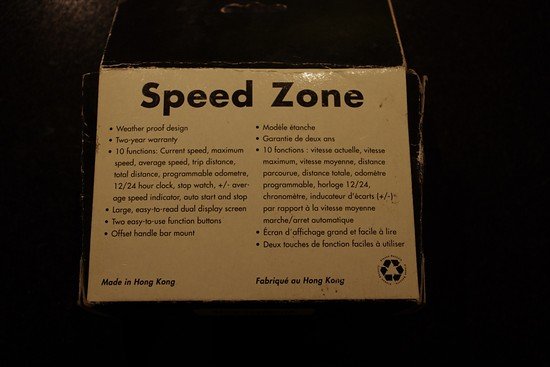 Speed Zone
• Weather proof design
• Two-year warranty
• 10 functions: Current speed, maximum
speed, average speed, trip distance,
total distance, programmable odometre,
12/24 hour clock, stop watch, +/- aver-
age speed indicator, auto start and stop
• Large, easy-to-read dual display screen
• Two easy-to-use function buttons
• Offset handle bar mount
Made in Hong Kong
• Modèle étanche
• Garantie de deux ans
• 10 functions : vitesse actuelle, vitesse
maximum, vitesse moyenne, distance
parcourue, distance totale, odomètre
programmable, horloge 12/24,
chronomètre, inducateur d'écarts (+/-)
par rapport à la vitesse moyenne
marche/arret automatique
• Écran d'affichage grand et facile à lire
• Deux touches de fonction faciles à utiliser
Fabriqué au Hong Kong